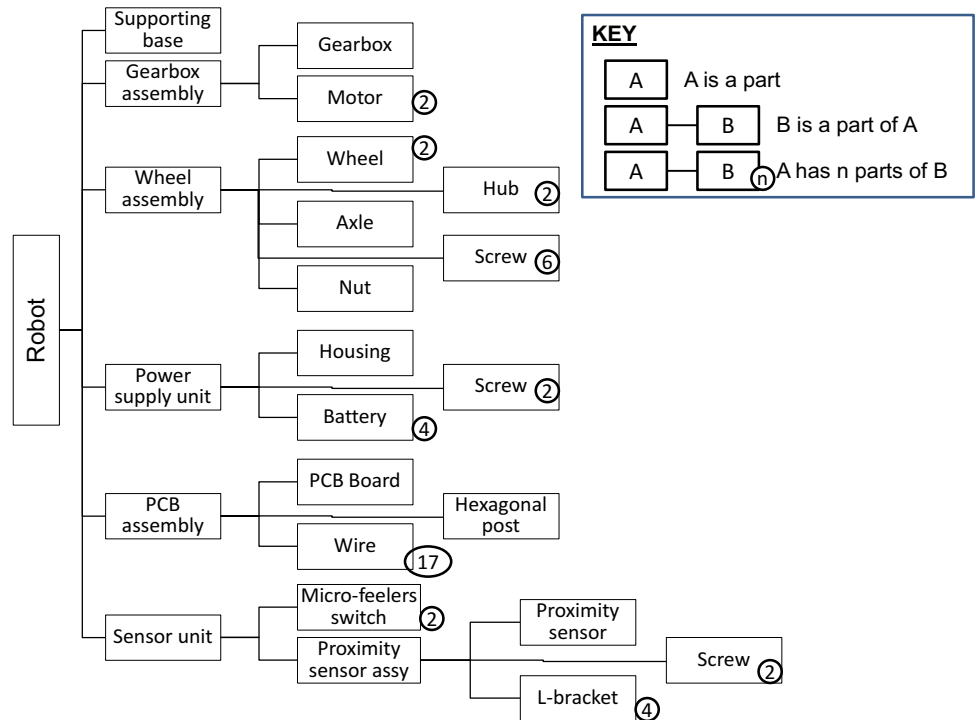 Supporting
base
Gearbox
assembly
Gearbox
Motor
2
Wheel
assembly
Wheel
2
Hub
2
Axle
Screw
6
Nut
Robot
Power
supply unit
Housing
Screw
2
Battery
4
PCB
assembly
PCB Board
Hexagonal
post
Wire
17
Sensor unit
Micro-feelers
switch
2
Proximity
sensor assy
Proximity
sensor
Screw
2
L-bracket
4
KEY
A
A is a part
A
B
B is a part of A
A
B
n
A has n parts of B